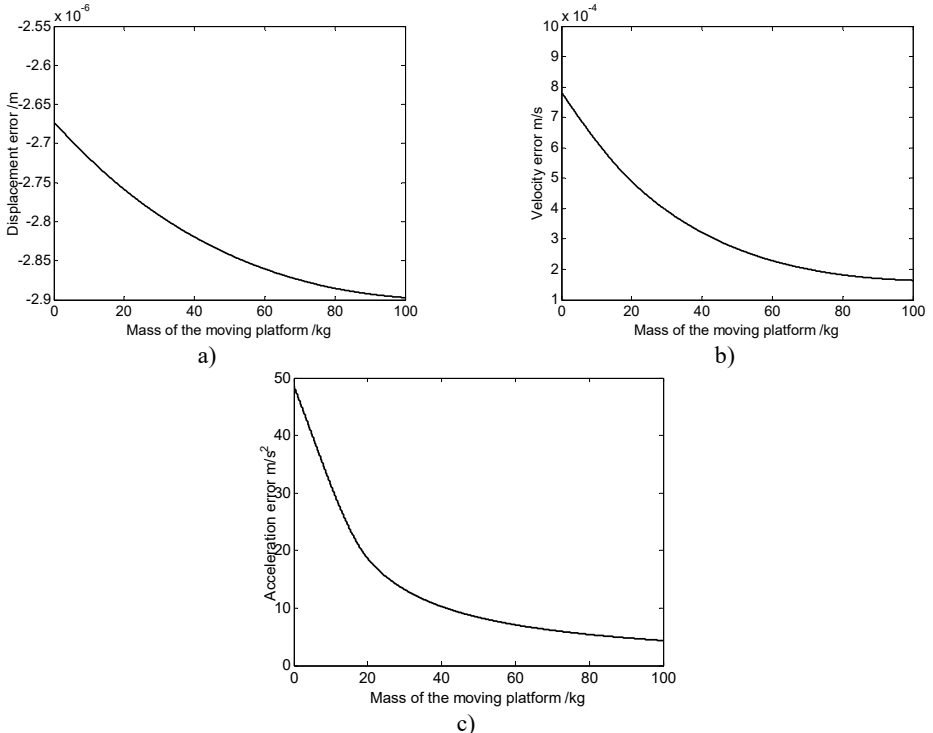 x 10^-6
-2.55
-2.6
-2.65
-2.7
-2.75
-2.8
-2.85
-2.9
Displacement error /m
0 20 40 60 80 100
Mass of the moving platform /kg
a)
x 10^-4
10
9
8
7
6
5
4
3
2
1
Velocity error m/s
0 20 40 60 80 100
Mass of the moving platform /kg
b)
50
40
30
20
10
0
Acceleration error m/s²
0 20 40 60 80 100
Mass of the moving platform /kg
c)